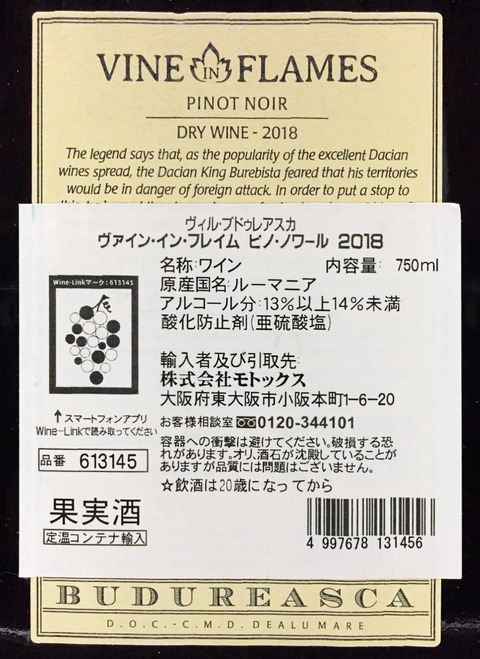 VINE IN FLAMES
PINOT NOIR
DRY WINE - 2018
The legend says that, as the popularity of the excellent Dacian
wines spread, the Dacian King Burebista feared that his territories
would be in danger of foreign attack. In order to put a stop to
ヴィル・ブドゥレアスカ
ヴァイン・イン・フレイム ピノ・ノワール 2018
名称:ワイン 内容量: 750ml
原産国名:ルーマニア
アルコール分:13%以上14%未満
酸化防止剤(亜硫酸塩)
Wine-Linkマーク:613145
輸入者及び引取先:
株式会社モトックス
大阪府東大阪市小阪本町1-6-20
↑スマートフォンアプリ
Wine-Linkで読み取ってください
お客様相談室 0120-344101
容器への衝撃は避けてください。破損する恐
れがあります。オリ、酒石が沈殿していることが
ありますが品質には問題はございません。
品番 613145
☆飲酒は20歳になってから
果実酒
定温コンテナ輸入
4 997678 131456
BUDUREASCA
D.O.C.-C.M.D. DEALU MARE